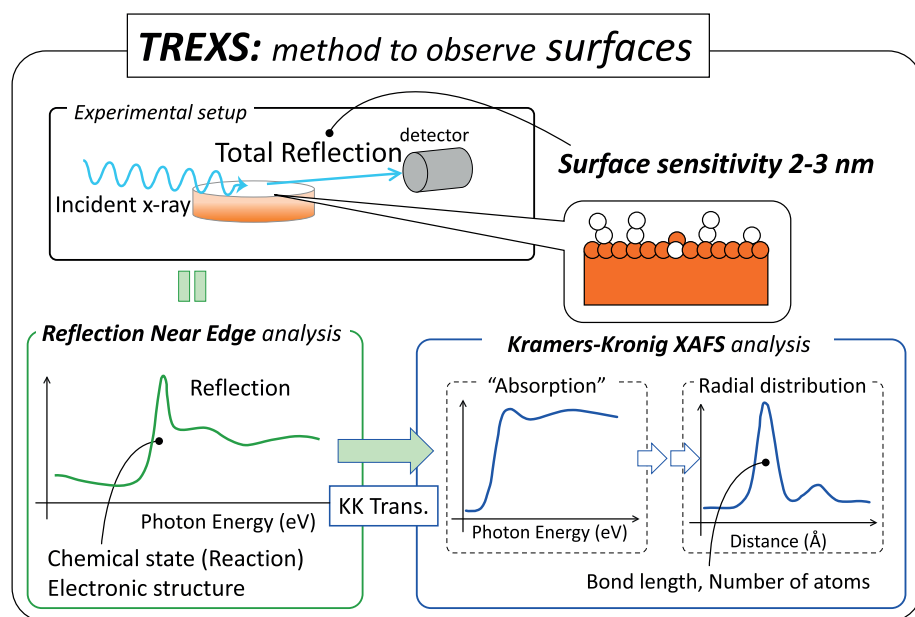 TREXS: method to observe surfaces
Experimental setup
Total Reflection
detector
Incident x-ray
Surface sensitivity 2-3 nm
Reflection Near Edge analysis
Reflection
Photon Energy (eV)
Chemical state (Reaction)
Electronic structure
KK Trans.
Kramers-Kronig XAFS analysis
“Absorption”
Photon Energy (eV)
Radial distribution
Distance (Å)
Bond length, Number of atoms